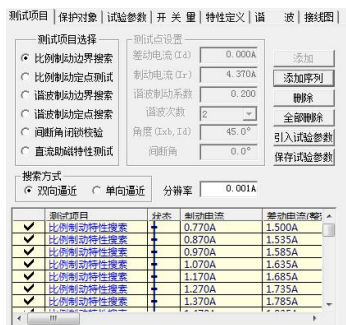 测试项目 保护对象 试验参数 开 关 量 特性定义 谐 波 接线图
测试项目选择
比例制动边界搜索
比例制动定点测试
谐波制动边界搜索
谐波制动定点搜索
间断角闭锁校验
直流助磁特性测试
测试点设置
差动电流(Id) 0.000A
制动电流(Ir) 4.370A
谐波制动系数 0.200
谐波次数 2
角度(Ixb,Id) 45.0°
间断角 0.0°
添加
添加序列
删除
全部删除
引入试验参数
保存试验参数
搜索方式
双向逼近 单向逼近 分辨率 0.001A
测试项目 状态 制动电流 差动电流(整
比例制动特性搜索 0.770A 1.500A
比例制动特性搜索 0.870A 1.535A
比例制动特性搜索 0.970A 1.585A
比例制动特性搜索 1.070A 1.635A
比例制动特性搜索 1.170A 1.685A
比例制动特性搜索 1.270A 1.735A
比例制动特性搜索 1.370A 1.785A